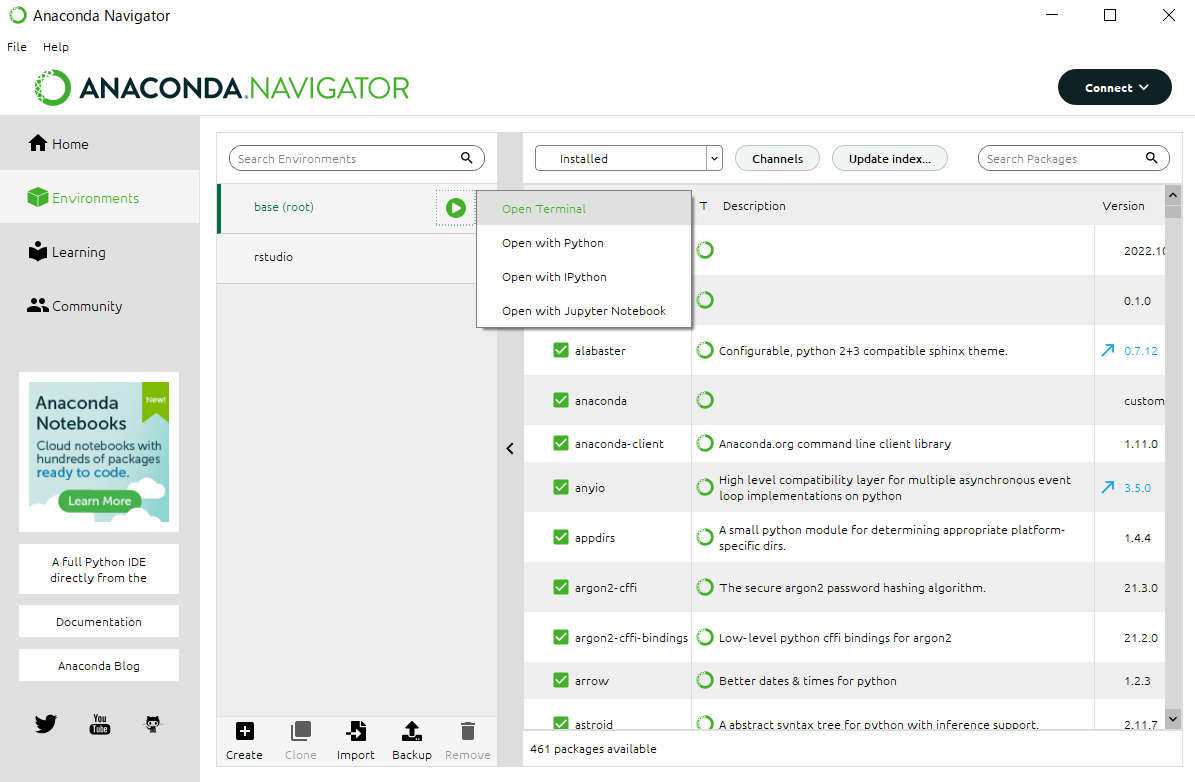 Anaconda Navigator
File Help
ANACONDA.NAVIGATOR
Connect
Home
Environments
Learning
Community
Anaconda
Notebooks
New!
Cloud notebooks with
hundreds of packages
ready to code.
Learn More
A full Python IDE
directly from the
Documentation
Anaconda Blog
You
Tube
Search Environments
base (root)
rstudio
Open Terminal
Open with Python
Open with IPython
Open with Jupyter Notebook
Create Clone Import Backup Remove
Installed Channels Update index... Search Packages
T Description Version
2022.10
0.1.0
alabaster Configurable, python 2+3 compatible sphinx theme. 0.7.12
anaconda custom
anaconda-client Anaconda.org command line client library 1.11.0
anyio High level compatibility layer for multiple asynchronous event
loop implementations on python 3.5.0
appdirs A small python module for determining appropriate platform-
specific dirs. 1.4.4
argon2-cffi The secure argon2 password hashing algorithm. 21.3.0
argon2-cffi-bindings Low-level python cffi bindings for argon2 21.2.0
arrow Better dates & times for python 1.2.3
astroid A abstract syntax tree for python with inference support. 2.11.7
461 packages available